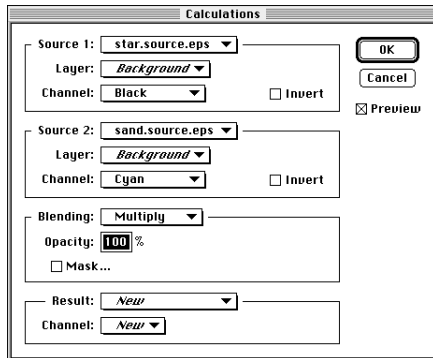 Calculations
Source 1: star.source.eps
Layer: Background
Channel: Black
Invert
OK
Cancel
Preview
Source 2: sand.source.eps
Layer: Background
Channel: Cyan
Invert
Blending: Multiply
Opacity: 100 %
Mask...
Result: New
Channel: New